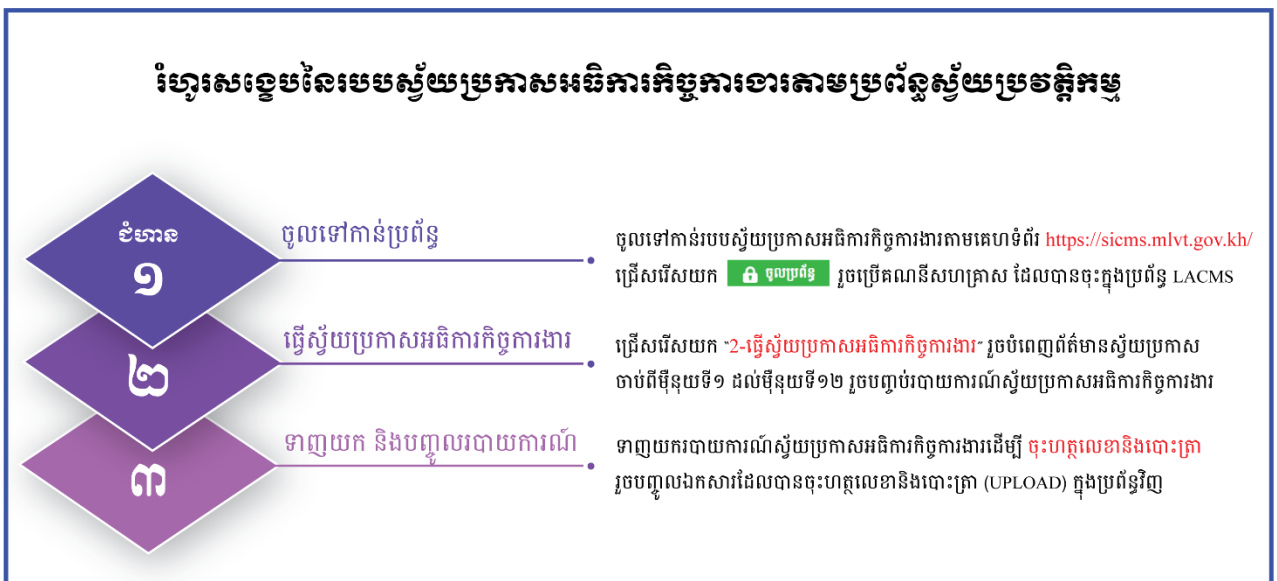 រំហូរសង្ខេបនៃរបបស្វ័យប្រកាសអធិការកិច្ចការងារតាមប្រព័ន្ធស្វ័យប្រវត្តិកម្ម
ជំហាន
១
ចូលទៅកាន់ប្រព័ន្ធ
ចូលទៅកាន់របបស្វ័យប្រកាសអធិការកិច្ចការងារតាមគេហទំព័រ https://sicms.mlvt.gov.kh/
ជ្រើសរើសយក ចូលប្រព័ន្ធ រួចប្រើគណនីសហគ្រាស ដែលបានចុះក្នុងប្រព័ន្ធ LACMS
២
ធ្វើស្វ័យប្រកាសអធិការកិច្ចការងារ
ជ្រើសរើសយក "2-ធ្វើស្វ័យប្រកាសអធិការកិច្ចការងារ" រួចបំពេញព័ត៌មានស្វ័យប្រកាស
ចាប់ពីម៉ឺនុយទី១ ដល់ម៉ឺនុយទី១២ រួចបញ្ចប់របាយការណ៍ស្វ័យប្រកាសអធិការកិច្ចការងារ
៣
ទាញយក និងបញ្ចូលរបាយការណ៍
ទាញយករបាយការណ៍ស្វ័យប្រកាសអធិការកិច្ចការងារដើម្បី ចុះហត្ថលេខានិងបោះត្រា
រួចបញ្ចូលឯកសារដែលបានចុះហត្ថលេខានិងបោះត្រា (UPLOAD) ក្នុងប្រព័ន្ធវិញ